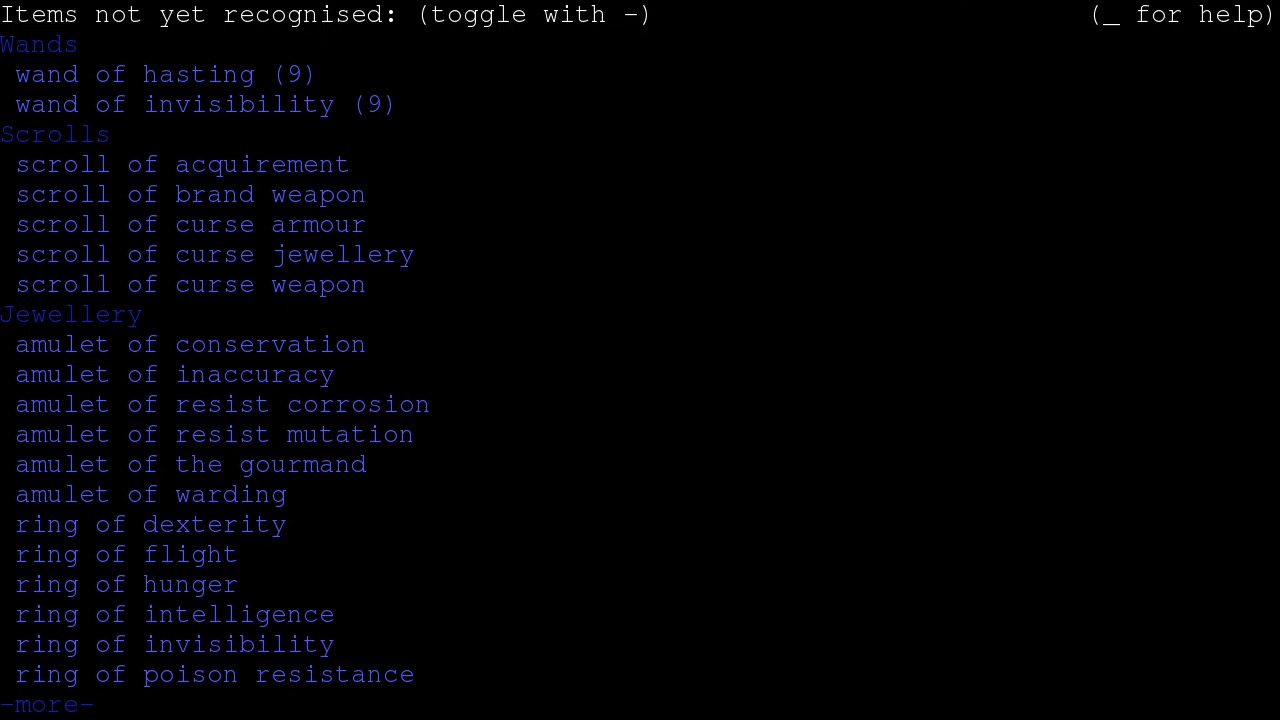 Items not yet recognised: (toggle with -) (_ for help)
Wands
wand of hasting (9)
wand of invisibility (9)
Scrolls
scroll of acquirement
scroll of brand weapon
scroll of curse armour
scroll of curse jewellery
scroll of curse weapon
Jewellery
amulet of conservation
amulet of inaccuracy
amulet of resist corrosion
amulet of resist mutation
amulet of the gourmand
amulet of warding
ring of dexterity
ring of flight
ring of hunger
ring of intelligence
ring of invisibility
ring of poison resistance
-more-